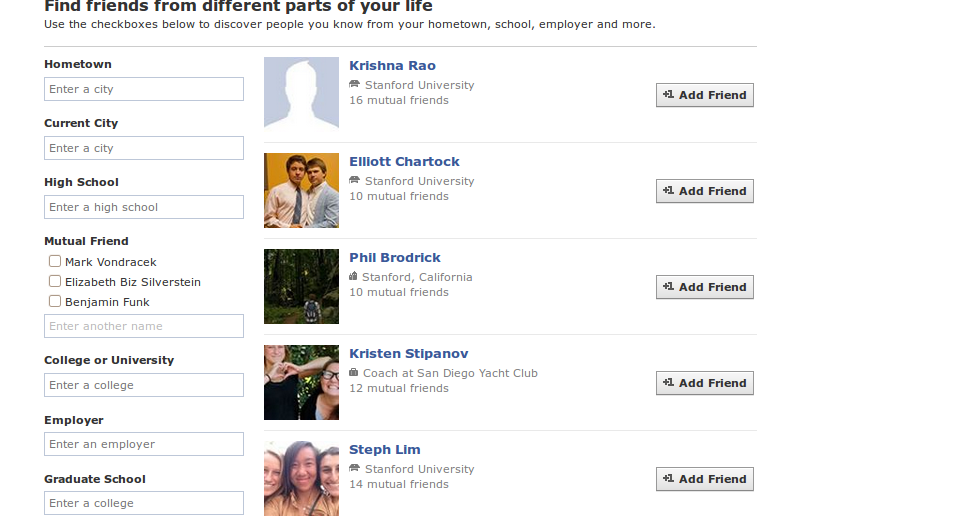 Find friends from different parts of your life
Use the checkboxes below to discover people you know from your hometown, school, employer and more.
Hometown
Enter a city
Current City
Enter a city
High School
Enter a high school
Mutual Friend
Mark Vondracek
Elizabeth Biz Silverstein
Benjamin Funk
Enter another name
College or University
Enter a college
Employer
Enter an employer
Graduate School
Enter a college
Krishna Rao
Stanford University
16 mutual friends
+1 Add Friend
Elliott Chartock
Stanford University
10 mutual friends
+1 Add Friend
Phil Brodrick
Stanford, California
10 mutual friends
+1 Add Friend
Kristen Stipanov
Coach at San Diego Yacht Club
12 mutual friends
+1 Add Friend
Steph Lim
Stanford University
14 mutual friends
+1 Add Friend